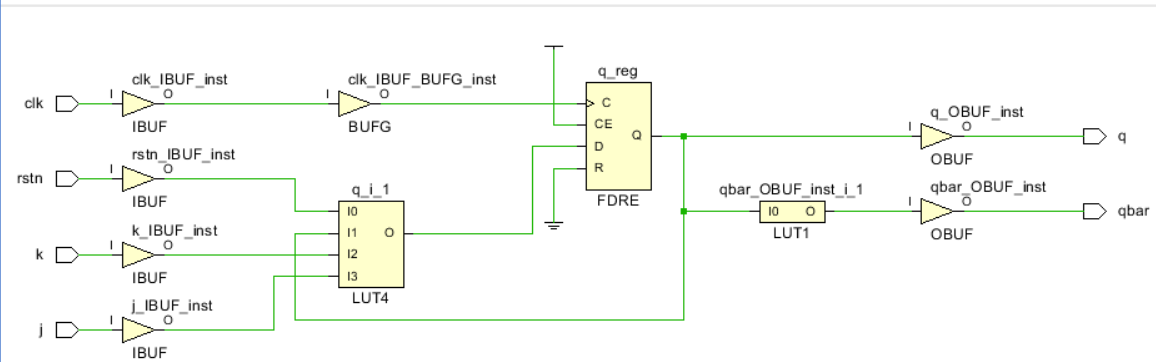 clk
I
clk_IBUF_inst
O
IBUF
I
clk_IBUF_BUFG_inst
O
BUFG
q_reg
C
CE
D
R
Q
FDRE
I
q_OBUF_inst
O
OBUF
q
rstn
I
rstn_IBUF_inst
O
IBUF
q_i_1
I0
I1
I2
I3
O
LUT4
qbar_OBUF_inst_i_1
I0
O
LUT1
I
qbar_OBUF_inst
O
OBUF
qbar
k
I
k_IBUF_inst
O
IBUF
j
I
j_IBUF_inst
O
IBUF